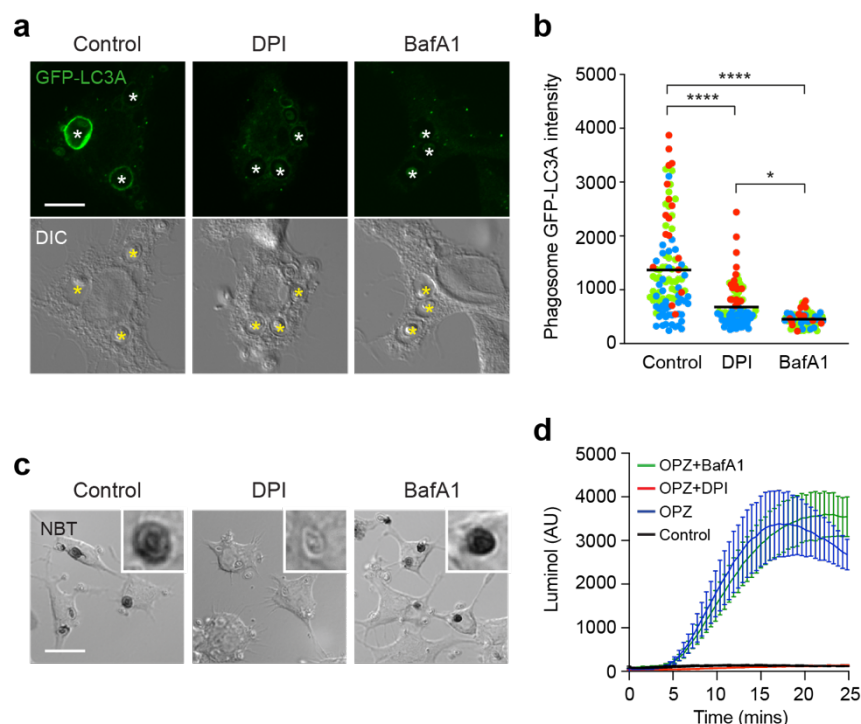 a
Control
DPI
BafA1
GFP-LC3A
*
*
*
*
*
*
*
*
*
DIC
*
*
*
*
*
*
*
*
*
b
Phagosome GFP-LC3A intensity
5000
4000
3000
2000
1000
0
****
****
*
Control
DPI
BafA1
c
Control
DPI
BafA1
NBT
d
Luminol (AU)
5000
4000
3000
2000
1000
0
OPZ+BafA1
OPZ+DPI
OPZ
Control
0
5
10
15
20
25
Time (mins)